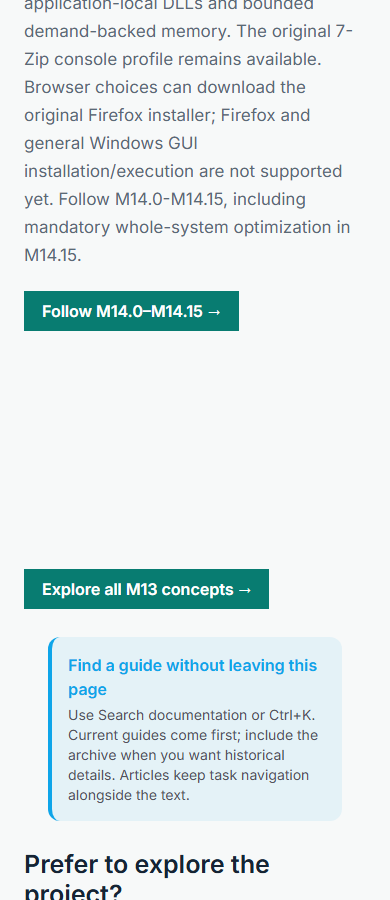 application-local DLLs and bounded
demand-backed memory. The original 7-
Zip console profile remains available.
Browser choices can download the
original Firefox installer; Firefox and
general Windows GUI
installation/execution are not supported
yet. Follow M14.0-M14.15, including
mandatory whole-system optimization in
M14.15.
Follow M14.0–M14.15 →
Explore all M13 concepts →
Find a guide without leaving this
page
Use Search documentation or Ctrl+K.
Current guides come first; include the
archive when you want historical
details. Articles keep task navigation
alongside the text.
Prefer to explore the
project?